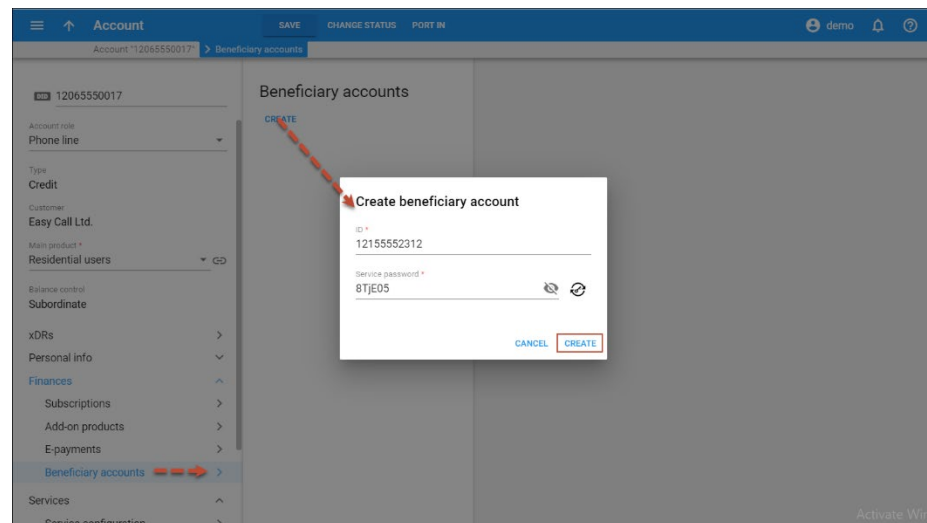 Account
SAVE
CHANGE STATUS
PORT IN
demo
Account "12065550017"
Beneficiary accounts
12065550017
Account role
Phone line
Type
Credit
Customer
Easy Call Ltd.
Main product *
Residential users
Balance control
Subordinate
xDRs
Personal info
Finances
Subscriptions
Add-on products
E-payments
Beneficiary accounts
Services
Service configuration
Beneficiary accounts
CREATE
Create beneficiary account
ID *
12155552312
Service password *
8TjE05
CANCEL
CREATE